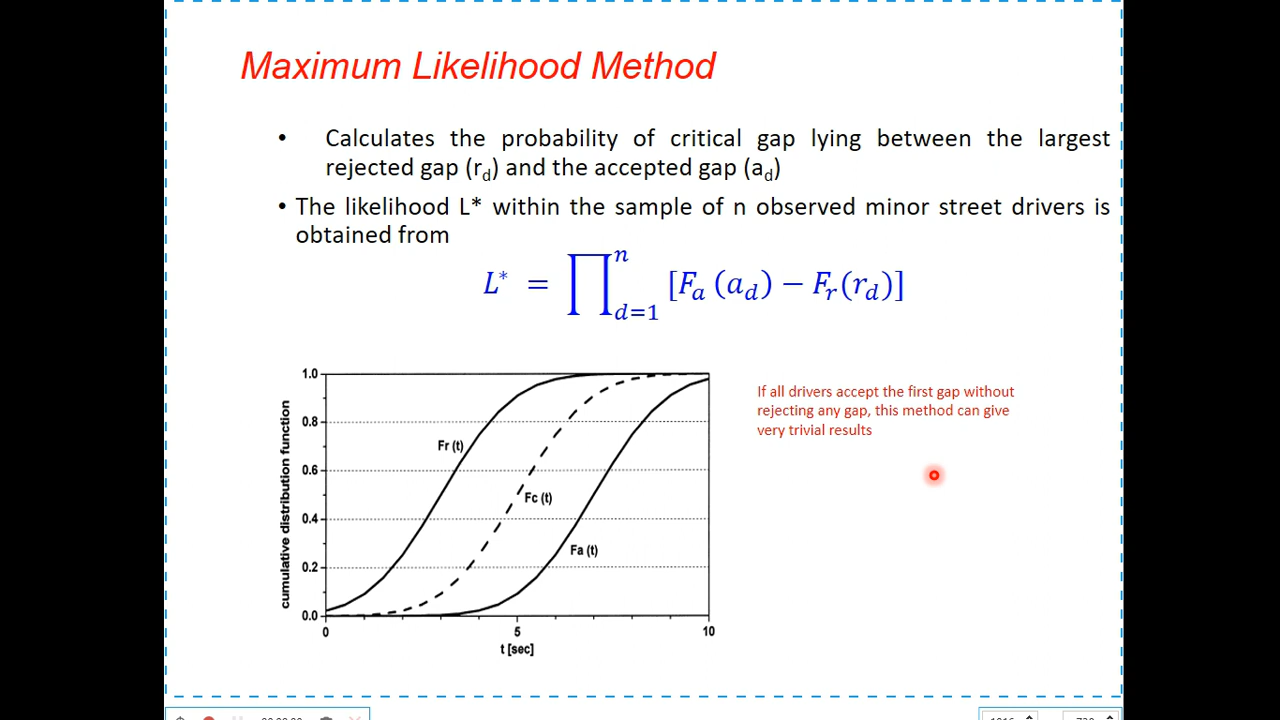 Maximum Likelihood Method
• Calculates the probability of critical gap lying between the largest
rejected gap (r_d) and the accepted gap (a_d)
• The likelihood L* within the sample of n observed minor street drivers is
obtained from
L* = ∏_{d=1}^{n} [F_a (a_d) − F_r(r_d)]
If all drivers accept the first gap without
rejecting any gap, this method can give
very trivial results
cumulative distribution function
1.0
0.8
0.6
0.4
0.2
0.0
Fr (t)
Fc (t)
Fa (t)
0
5
10
t [sec]